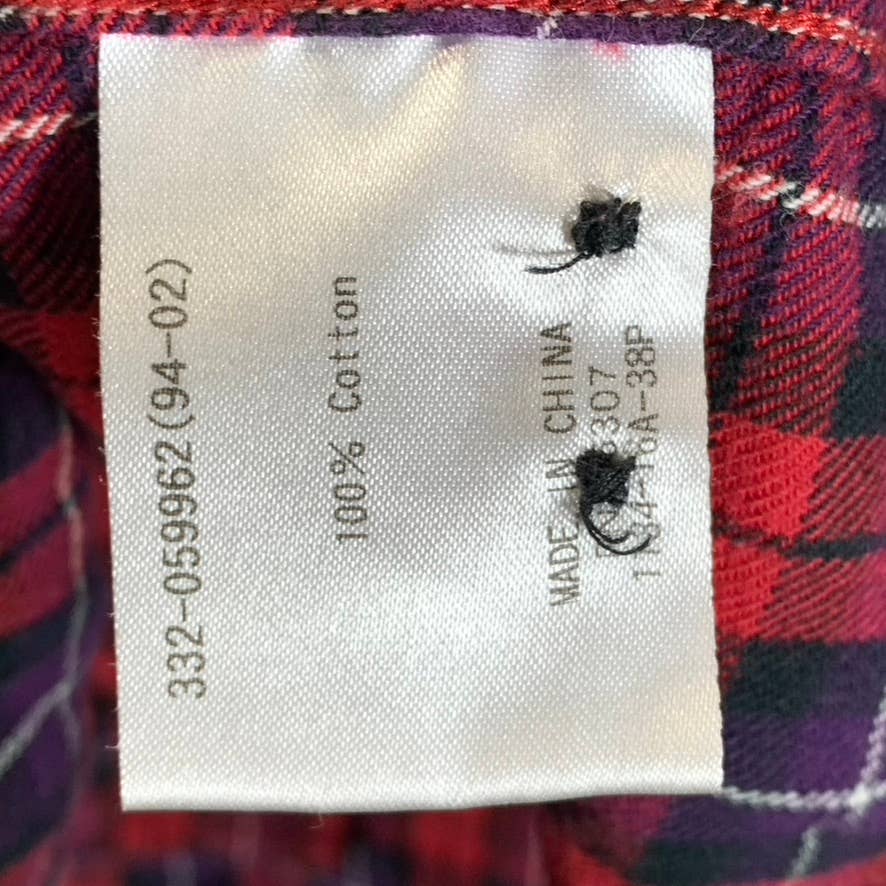 332-059962(94-02)
100% Cotton
MADE IN CHINA